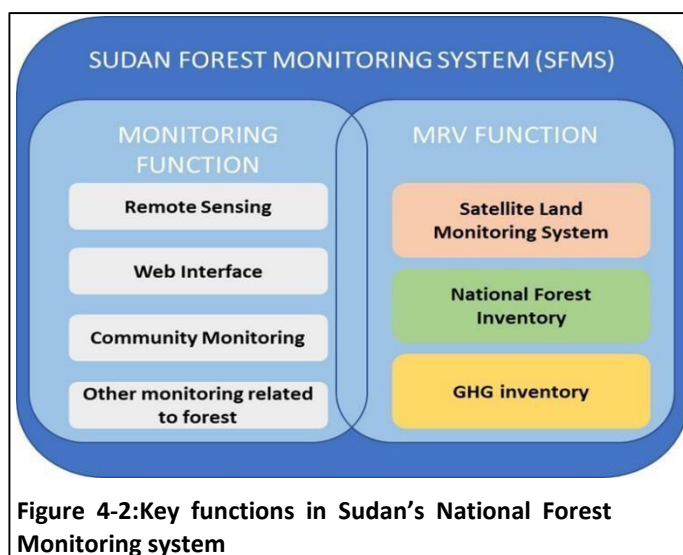 SUDAN FOREST MONITORING SYSTEM (SFMS)
MONITORING
FUNCTION
Remote Sensing
Web Interface
Community Monitoring
Other monitoring related
to forest
MRV FUNCTION
Satellite Land
Monitoring System
National Forest
Inventory
GHG inventory
Figure 4-2:Key functions in Sudan’s National Forest
Monitoring system